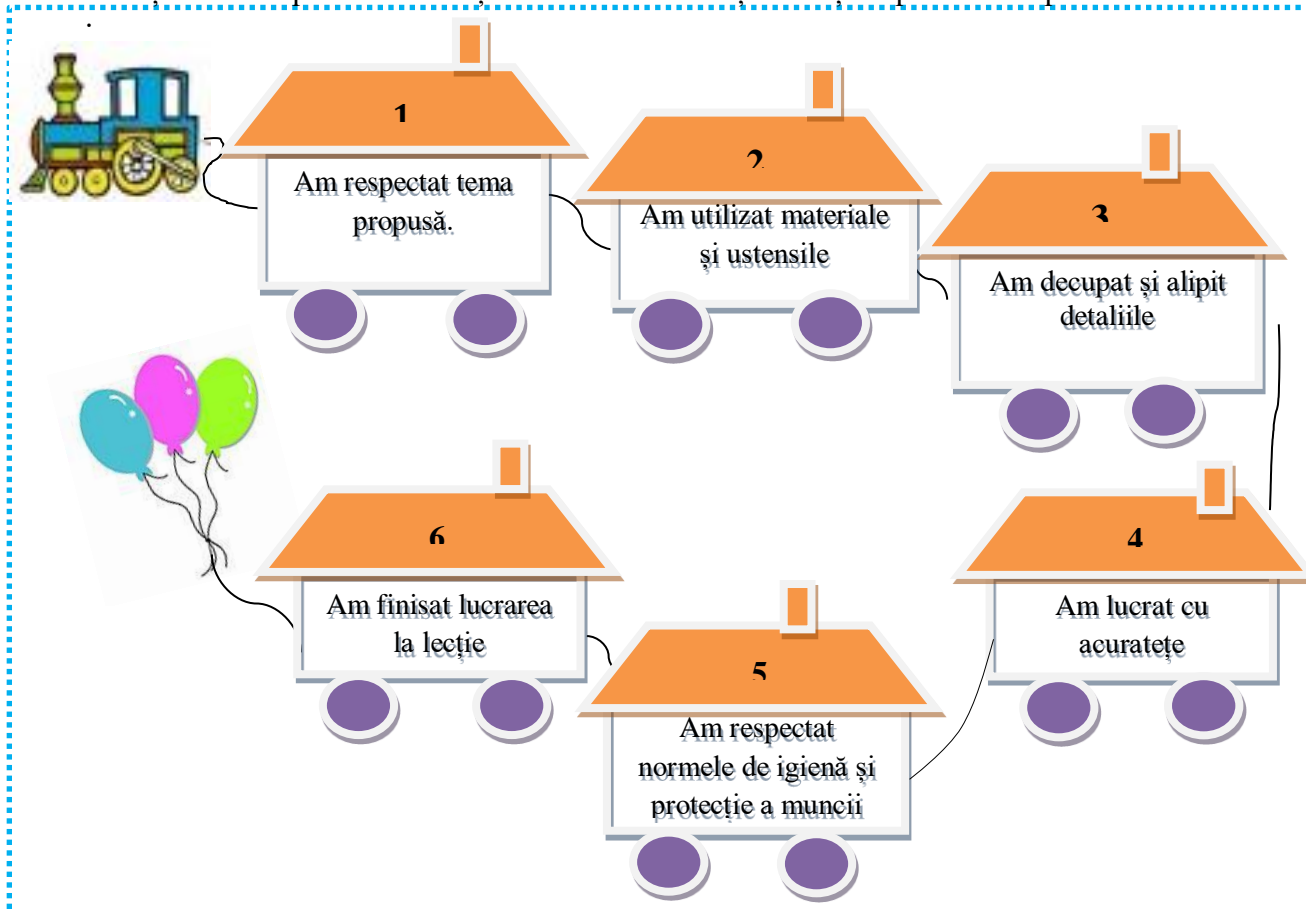 1
Am respectat tema
propusă.
2
Am utilizat materiale
și ustensile
3
Am decupat și alipit
detaliile
4
Am lucrat cu
acuratețe
5
Am respectat
normele de igienă și
protecție a muncii
6
Am finisat lucrarea
la lecție